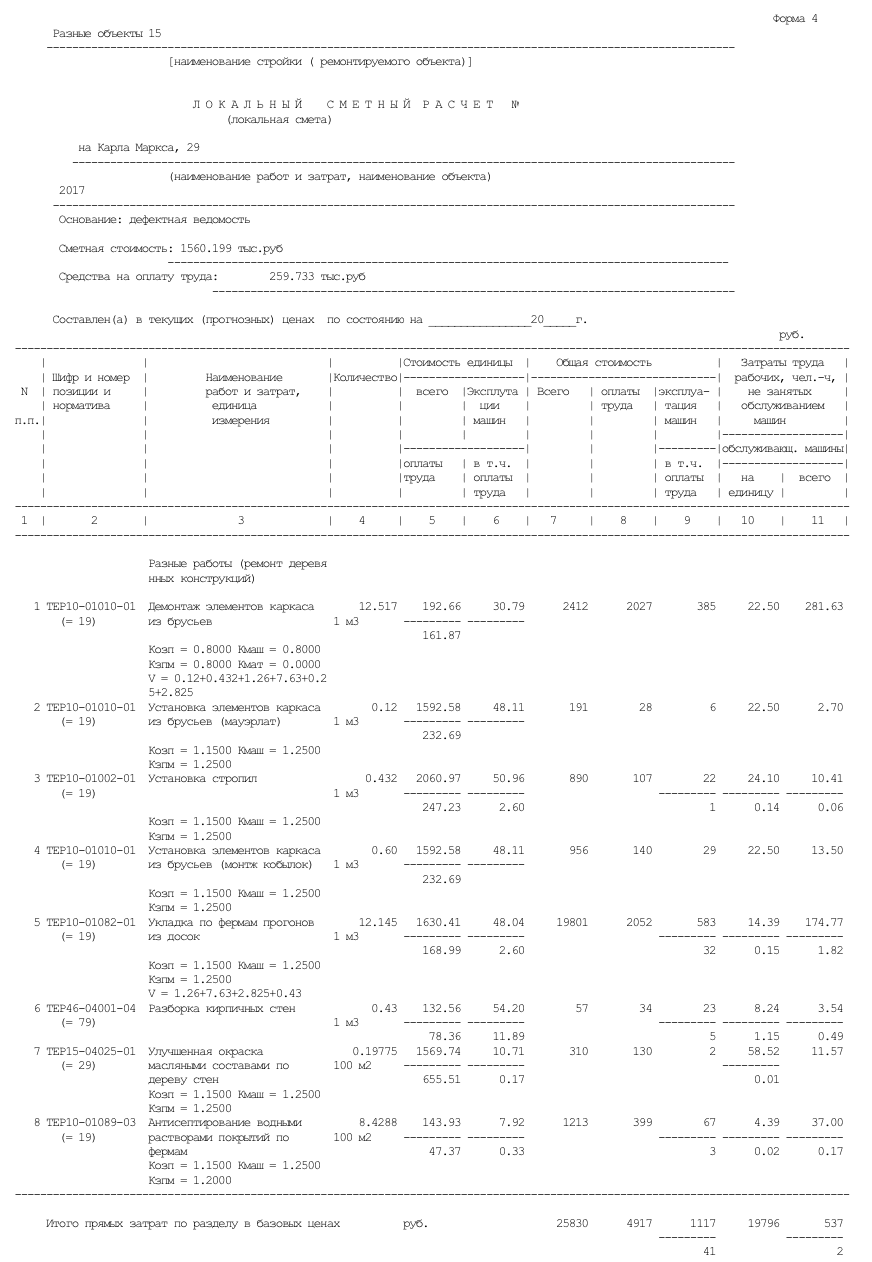 Форма 4
Разные объекты 15
[наименование стройки ( ремонтируемого объекта)]
Л О К А Л Ь Н Ы Й   С М Е Т Н Ы Й Р А С Ч Е Т  №
(локальная смета)
на Карла Маркса, 29
(наименование работ и затрат, наименование объекта)
2017
Основание: дефектная ведомость
Сметная стоимость: 1560.199 тыс.руб
Средства на оплату труда: 259.733 тыс.руб
Составлен(а) в текущих (прогнозных) ценах по состоянию на ________________20_____г.
руб.
| | | |Стоимость единицы | Общая стоимость | Затраты труда |
| Шифр и номер | Наименование |Количество| рабочих, чел.-ч, |
N | позиции и | работ и затрат, | | всего |Эксплута | Всего | оплаты |эксплуа- | не занятых |
| норматива | единица | | | ции | | труда | тация | обслуживанием |
п.п.| | измерения | | | машин | | | машин | машин |
|обслуживающ. машины|
|оплаты | в т.ч. | | | в т.ч. |
|труда | оплаты | | | оплаты | на | всего |
| труда | | | труда | единицу | |
1 | 2 | 3 | 4 | 5 | 6 | 7 | 8 | 9 | 10 | 11 |
Разные работы (ремонт деревя
нных конструкций)
1 ТЕР10-01010-01 Демонтаж элементов каркаса 12.517 192.66 30.79 2412 2027 385 22.50 281.63
(= 19) из брусьев 1 м3 --------- ---------
161.87
Козп = 0.8000 Кмаш = 0.8000
Кзпм = 0.8000 Кмат = 0.0000
V = 0.12+0.432+1.26+7.63+0.2
5+2.825
2 ТЕР10-01010-01 Установка элементов каркаса 0.12 1592.58 48.11 191 28 6 22.50 2.70
(= 19) из брусьев (мауэрлат) 1 м3 --------- ---------
232.69
Козп = 1.1500 Кмаш = 1.2500
Кзпм = 1.2500
3 ТЕР10-01002-01 Установка стропил 0.432 2060.97 50.96 890 107 22 24.10 10.41
(= 19) 1 м3 --------- --------- --------- --------- ---------
247.23 2.60 1 0.14 0.06
Козп = 1.1500 Кмаш = 1.2500
Кзпм = 1.2500
4 ТЕР10-01010-01 Установка элементов каркаса 0.60 1592.58 48.11 956 140 29 22.50 13.50
(= 19) из брусьев (монтж кобылок) 1 м3 --------- ---------
232.69
Козп = 1.1500 Кмаш = 1.2500
Кзпм = 1.2500
5 ТЕР10-01082-01 Укладка по фермам прогонов 12.145 1630.41 48.04 19801 2052 583 14.39 174.77
(= 19) из досок 1 м3 --------- --------- --------- --------- ---------
168.99 2.60 32 0.15 1.82
Козп = 1.1500 Кмаш = 1.2500
Кзпм = 1.2500
V = 1.26+7.63+2.825+0.43
6 ТЕР46-04001-04 Разборка кирпичных стен 0.43 132.56 54.20 57 34 23 8.24 3.54
(= 79) 1 м3 --------- --------- --------- --------- ---------
78.36 11.89 5 1.15 0.49
7 ТЕР15-04025-01 Улучшенная окраска 0.19775 1569.74 10.71 310 130 2 58.52 11.57
(= 29) масляными составами по 100 м2 --------- --------- ---------
дереву стен 655.51 0.17 0.01
Козп = 1.1500 Кмаш = 1.2500
Кзпм = 1.2500
8 ТЕР10-01089-03 Антисептирование водными 8.4288 143.93 7.92 1213 399 67 4.39 37.00
(= 19) растворами покрытий по 100 м2 --------- --------- --------- --------- ---------
фермам 47.37 0.33 3 0.02 0.17
Козп = 1.1500 Кмаш = 1.2500
Кзпм = 1.2000
Итого прямых затрат по разделу в базовых ценах руб. 25830 4917 1117 19796 537
--------- ---------
41 2